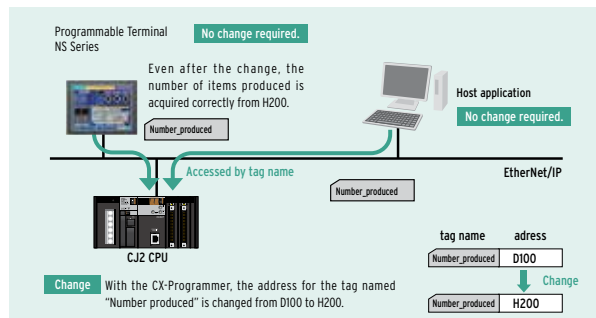 Programmable Terminal
NS Series
No change required.
Even after the change, the
number of items produced is
acquired correctly from H200.
Number_produced
Host application
No change required.
Accessed by tag name
EtherNet/IP
Number_produced
CJ2 CPU
tag name adress
Number_produced D100
Change
Number_produced H200
Change With the CX-Programmer, the address for the tag named
“Number produced” is changed from D100 to H200.